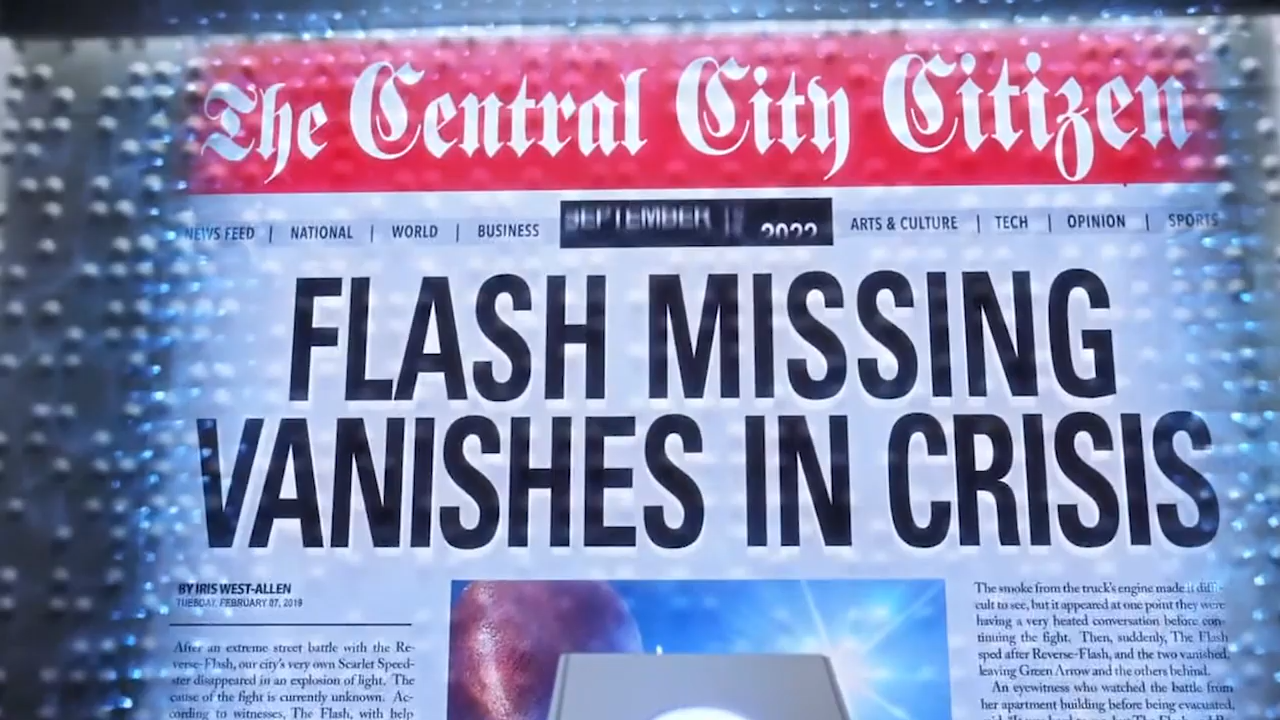 The Central City Citizen
NEWS FEED | NATIONAL | WORLD | BUSINESS SEPTEMBER 2022 ARTS & CULTURE | TECH | OPINION | SPORTS
FLASH MISSING
VANISHES IN CRISIS
BY IRIS WEST-ALLEN
TUESDAY, FEBRUARY 07, 2019
After an extreme street battle with the Re-
verse-Flash, our city's very own Scarlet Speed-
ster disappeared in an explosion of light. The
cause of the fight is currently unknown. Ac-
cording to witnesses, The Flash, with help
The smoke from the truck's engine made it diffi-
cult to see, but it appeared at one point they were
having a very heated conversation before con-
tinuing the fight. Then, suddenly, The Flash
sped after Reverse-Flash, and the two vanished,
leaving Green Arrow and the others behind.
An eyewitness who watched the battle from
her apartment building before being evacuated,